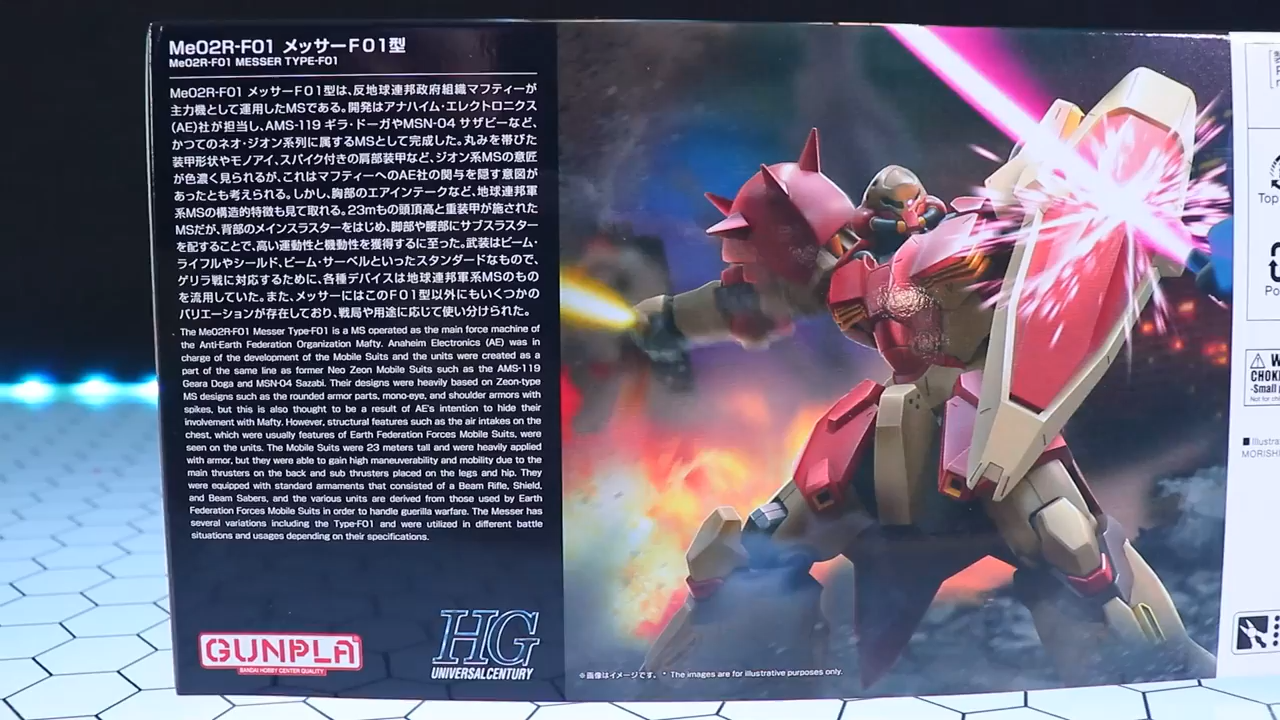 Me02R-F01 メッサーF01型
Me02R-F01 MESSER TYPE-F01
Me02R-F01 メッサーF01型は、反地球連邦政府組織マフティーが
主力機として運用したMSである。開発はアナハイム・エレクトロニクス
(AE)社が担当し、AMS-119 ギラ・ドーガやMSN-04 サザビーなど、
かつてのネオ・ジオン系列に属するMSとして完成した。丸みを帯びた
装甲形状やモノアイ、スパイク付きの肩部装甲など、ジオン系MSの意匠
が色濃く見られるが、これはマフティーへのAE社の関与を隠す意図が
あったとも考えられる。しかし、胸部のエアインテークなど、地球連邦軍
系MSの構造的特徴も見て取れる。23mもの頭頂高と重装甲が施された
MSだが、背部のメインスラスターをはじめ、脚部や腰部にサブスラスター
を配することで、高い運動性と機動性を獲得するに至った。武装はビーム・
ライフルやシールド、ビーム・サーベルといったスタンダードなもので、
ゲリラ戦に対応するために、各種デバイスは地球連邦軍系MSのもの
を流用していた。また、メッサーにはこのF01型以外にもいくつかの
バリエーションが存在しており、戦局や用途に応じて使い分けられた。
The Me02R-F01 Messer Type-F01 is a MS operated as the main force machine of
the Anti-Earth Federation Organization Mafty. Anaheim Electronics (AE) was in
charge of the development of the Mobile Suits and the units were created as a
part of the same line as former Neo Zeon Mobile Suits such as the AMS-119
Geara Doga and MSN-04 Sazabi. Their designs were heavily based on Zeon-type
MS designs such as the rounded armor parts, mono-eye, and shoulder armors with
spikes, but this is also thought to be a result of AE's intention to hide their
involvement with Mafty. However, structural features such as the air intakes on the
chest, which were usually features of Earth Federation Forces Mobile Suits, were
seen on the units. The Mobile Suits were 23 meters tall and were heavily applied
with armor, but they were able to gain high maneuverability and mobility due to the
main thrusters on the back and sub thrusters placed on the legs and hip. They
were equipped with standard armaments that consisted of a Beam Rifle, Shield,
and Beam Sabers, and the various units are derived from those used by Earth
Federation Forces Mobile Suits in order to handle guerilla warfare. The Messer has
several variations including the Type-F01 and were utilized in different battle
situations and usages depending on their specifications.
GUNPLA
BANDAI HOBBY CENTER QUALITY
HG
UNIVERSAL CENTURY
※画像はイメージです。 * The images are for illustrative purposes only.
Top
Po
W
CHOKI
-Small p
Not for chi
■ Illustra
MORISHI